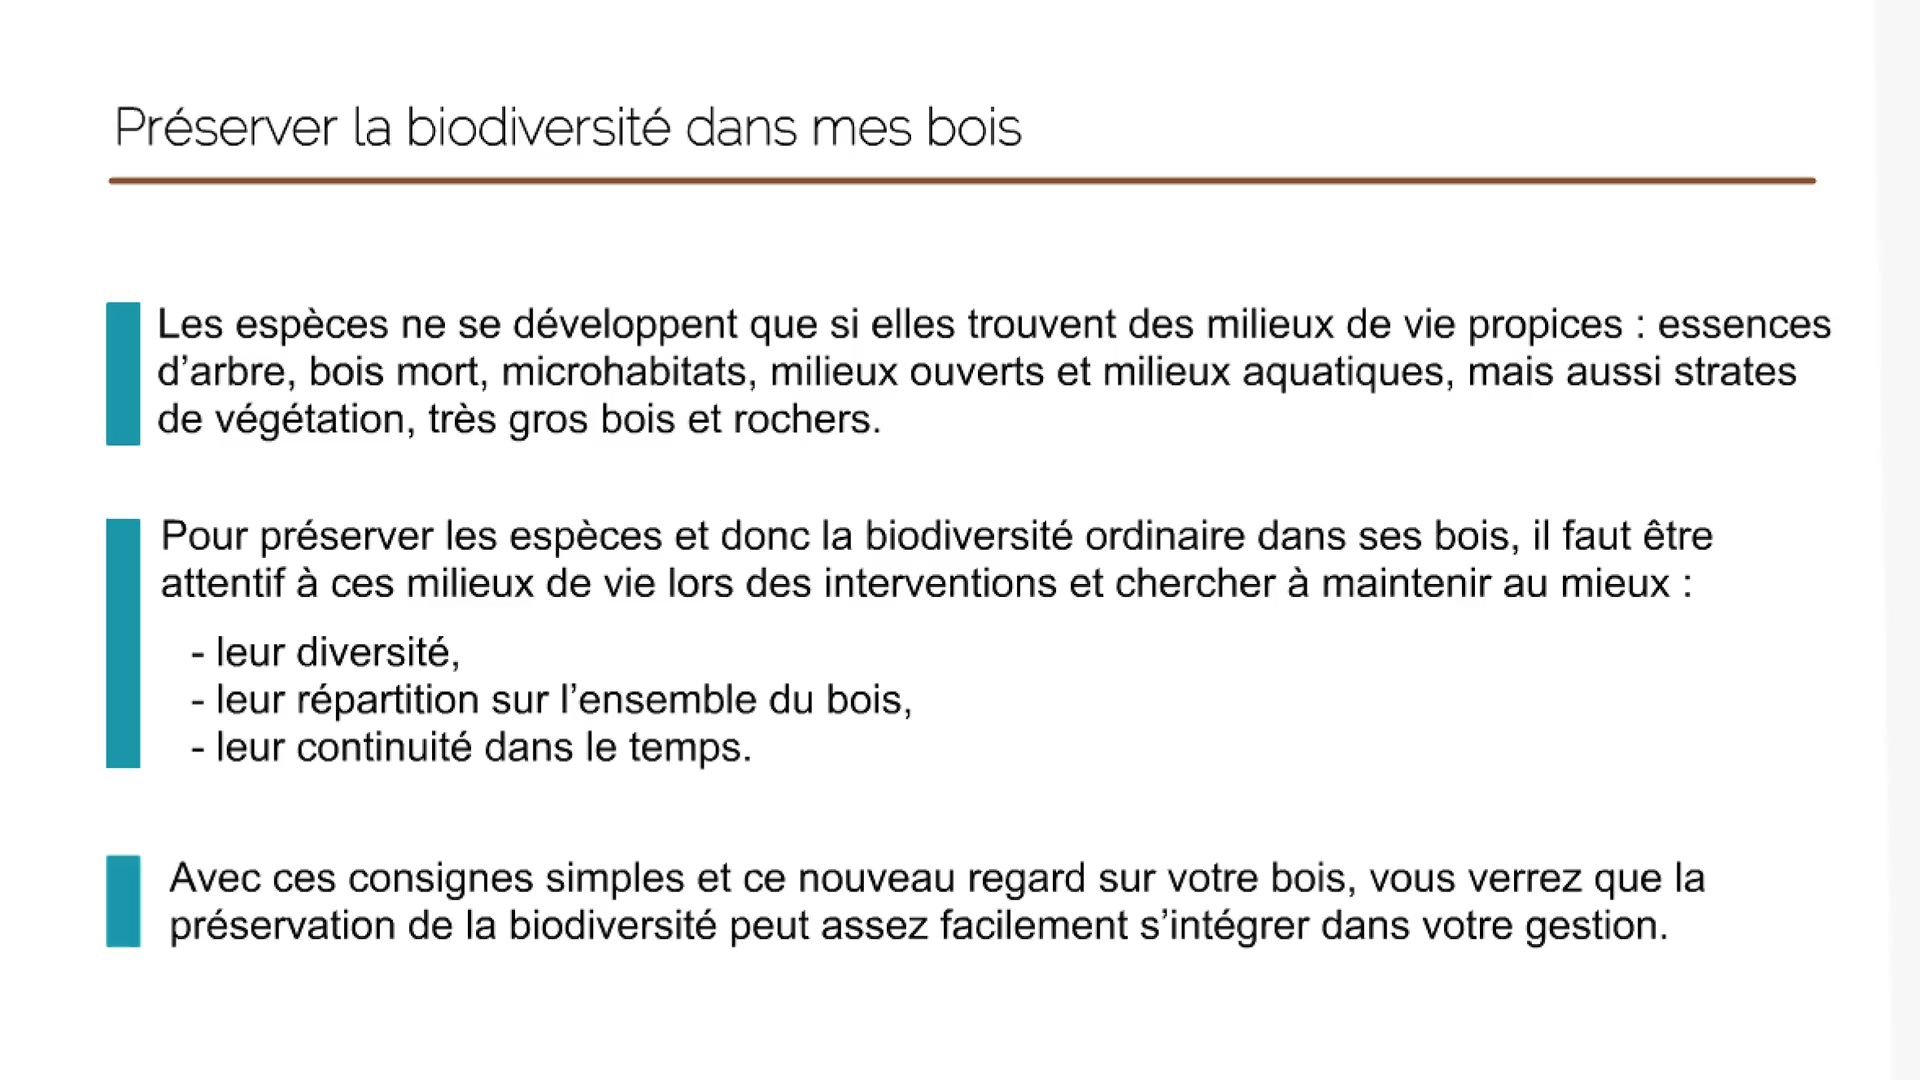 Préserver la biodiversité dans mes bois
Les espèces ne se développent que si elles trouvent des milieux de vie propices : essences
d’arbre, bois mort, microhabitats, milieux ouverts et milieux aquatiques, mais aussi strates
de végétation, très gros bois et rochers.
Pour préserver les espèces et donc la biodiversité ordinaire dans ses bois, il faut être
attentif à ces milieux de vie lors des interventions et chercher à maintenir au mieux :
- leur diversité,
- leur répartition sur l’ensemble du bois,
- leur continuité dans le temps.
Avec ces consignes simples et ce nouveau regard sur votre bois, vous verrez que la
préservation de la biodiversité peut assez facilement s’intégrer dans votre gestion.